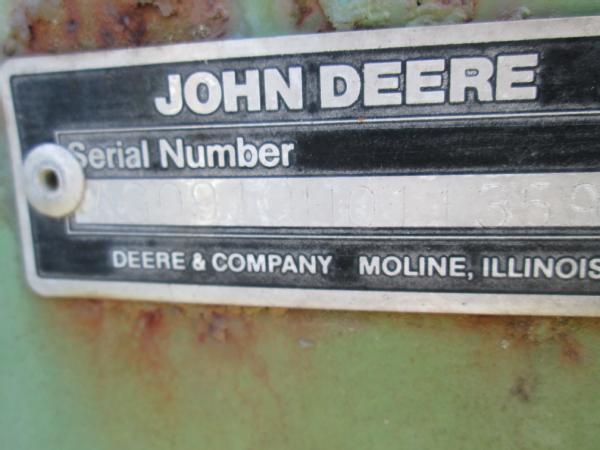 JOHN DEERE
Serial Number
DEERE & COMPANY MOLINE, ILLINOIS